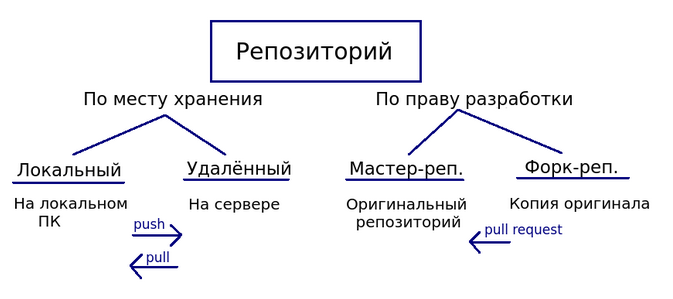 Репозиторий
По месту хранения
По праву разработки
Локальный
Удалённый
Мастер-реп.
Форк-реп.
На локальном
ПК
На сервере
Оригинальный
репозиторий
Копия оригинала
push
pull
pull request